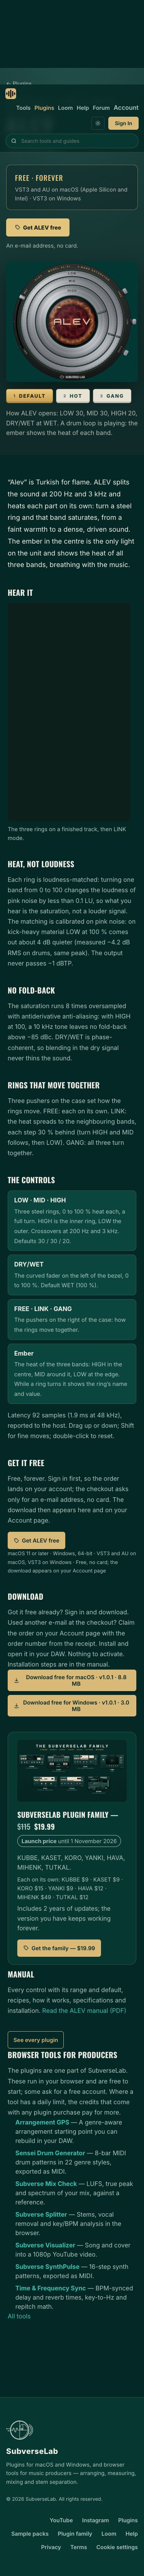 ← Plugins
Tools Plugins Loom Help Forum Account
Sign In
Search tools and guides
FREE · FOREVER
VST3 and AU on macOS (Apple Silicon and
Intel) · VST3 on Windows
Get ALEV free
An e-mail address, no card.
ALEV
SUBVERSELAB
1 DEFAULT
2 HOT
3 GANG
How ALEV opens: LOW 30, MID 30, HIGH 20,
DRY/WET at WET. A drum loop is playing: the
ember shows the heat of each band.
“Alev” is Turkish for flame. ALEV splits
the sound at 200 Hz and 3 kHz and
heats each part on its own: turn a steel
ring and that band saturates, from a
faint warmth to a dense, driven sound.
The ember in the centre is the only light
on the unit and shows the heat of all
three bands, breathing with the music.
HEAR IT
The three rings on a finished track, then LINK
mode.
HEAT, NOT LOUDNESS
Each ring is loudness-matched: turning one
band from 0 to 100 changes the loudness of
pink noise by less than 0.1 LU, so what you
hear is the saturation, not a louder signal.
The matching is calibrated on pink noise: on
kick-heavy material LOW at 100 % comes
out about 4 dB quieter (measured −4.2 dB
RMS on drums, same peak). The output
never passes −1 dBTP.
NO FOLD-BACK
The saturation runs 8 times oversampled
with antiderivative anti-aliasing: with HIGH
at 100, a 10 kHz tone leaves no fold-back
above −85 dBc. DRY/WET is phase-
coherent, so blending in the dry signal
never thins the sound.
RINGS THAT MOVE TOGETHER
Three pushers on the case set how the
rings move. FREE: each on its own. LINK:
the heat spreads to the neighbouring bands,
each step 30 % behind (turn HIGH and MID
follows, then LOW). GANG: all three turn
together.
THE CONTROLS
LOW · MID · HIGH
Three steel rings, 0 to 100 % heat each, a
full turn. HIGH is the inner ring, LOW the
outer. Crossovers at 200 Hz and 3 kHz.
Defaults 30 / 30 / 20.
DRY/WET
The curved fader on the left of the bezel, 0
to 100 %. Default WET (100 %).
FREE · LINK · GANG
The pushers on the right of the case: how
the rings move together.
Ember
The heat of the three bands: HIGH in the
centre, MID around it, LOW at the edge.
While a ring turns it shows the ring’s name
and value.
Latency 92 samples (1.9 ms at 48 kHz),
reported to the host. Drag up or down; Shift
for fine moves; double-click to reset.
GET IT FREE
Free, forever. Sign in first, so the order
lands on your account; the checkout asks
only for an e-mail address, no card. The
download then appears here and on your
Account page.
Get ALEV free
macOS 11 or later · Windows, 64-bit · VST3 and AU on
macOS, VST3 on Windows · Free, no card; the
download appears on your Account page
DOWNLOAD
Got it free already? Sign in and download.
Used another e-mail at the checkout? Claim
the order on your Account page with the
order number from the receipt. Install and
open it in your DAW. Nothing to activate.
Installation steps are in the manual.
Download free for macOS · v1.0.1 · 8.8
MB
Download free for Windows · v1.0.1 · 3.0
MB
THE SUBVERSELAB FAMILY
SUBVERSELAB PLUGIN FAMILY —
$115 $19.99
Launch price until 1 November 2026
KUBBE, KASET, KORO, YANKI, HAVA,
MIHENK, TUTKAL.
Each on its own: KUBBE $9 · KASET $9 ·
KORO $15 · YANKI $9 · HAVA $12 ·
MIHENK $49 · TUTKAL $12
Includes 2 years of updates; the
version you have keeps working
forever.
Get the family — $19.99
MANUAL
Every control with its range and default,
recipes, how it works, specifications and
installation. Read the ALEV manual (PDF)
See every plugin
BROWSER TOOLS FOR PRODUCERS
The plugins are one part of SubverseLab.
These run in your browser and are free to
start; some ask for a free account. Where a
tool has a daily limit, the credits that come
with any plugin purchase pay for more.
Arrangement GPS — A genre-aware
arrangement starting point you can
rebuild in your DAW.
Sensei Drum Generator — 8-bar MIDI
drum patterns in 22 genre styles,
exported as MIDI.
Subverse Mix Check — LUFS, true peak
and spectrum of your mix, against a
reference.
Subverse Splitter — Stems, vocal
removal and key/BPM analysis in the
browser.
Subverse Visualizer — Song and cover
into a 1080p YouTube video.
Subverse SynthPulse — 16-step synth
patterns, exported as MIDI.
Time & Frequency Sync — BPM-synced
delay and reverb times, key-to-Hz and
repitch math.
All tools
SubverseLab
Plugins for macOS and Windows, and browser
tools for music producers — arranging, measuring,
mixing and stem separation.
© 2026 SubverseLab. All rights reserved.
YouTube Instagram Plugins
Sample packs Plugin family Loom Help
Privacy Terms Cookie settings